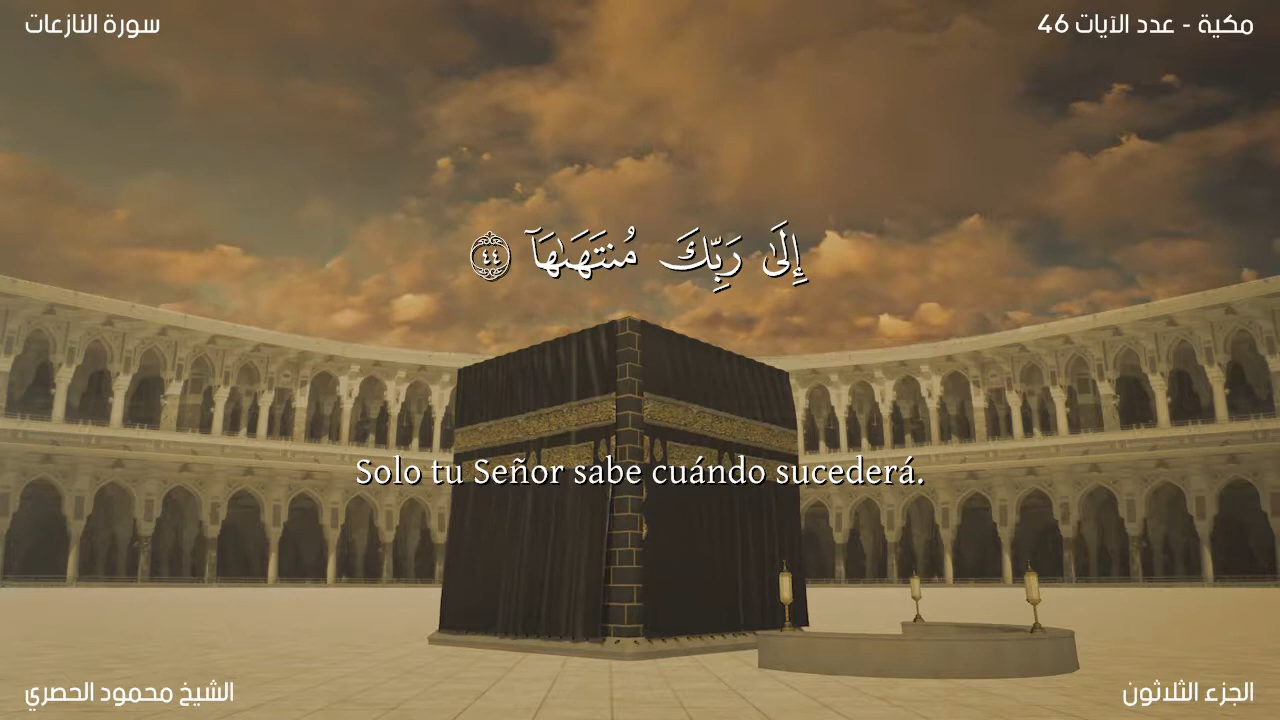 مكية - عدد الآيات 46
سورة النازعات
إِلَىٰ رَبِّكَ مُنتَهَىٰهَآ ٤٤
Solo tu Señor sabe cuándo sucederá.
الجزء الثلاثون
الشيخ محمود الحصري